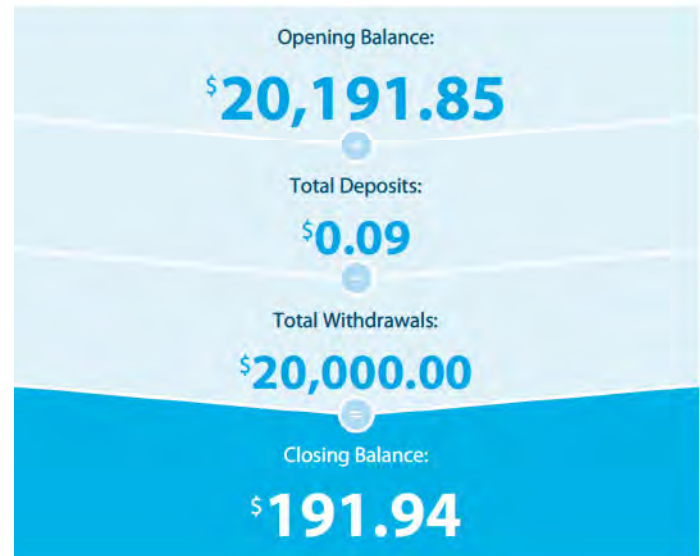 Opening Balance:
$20,191.85
+
Total Deposits:
$0.09
–
Total Withdrawals:
$20,000.00
=
Closing Balance:
$191.94